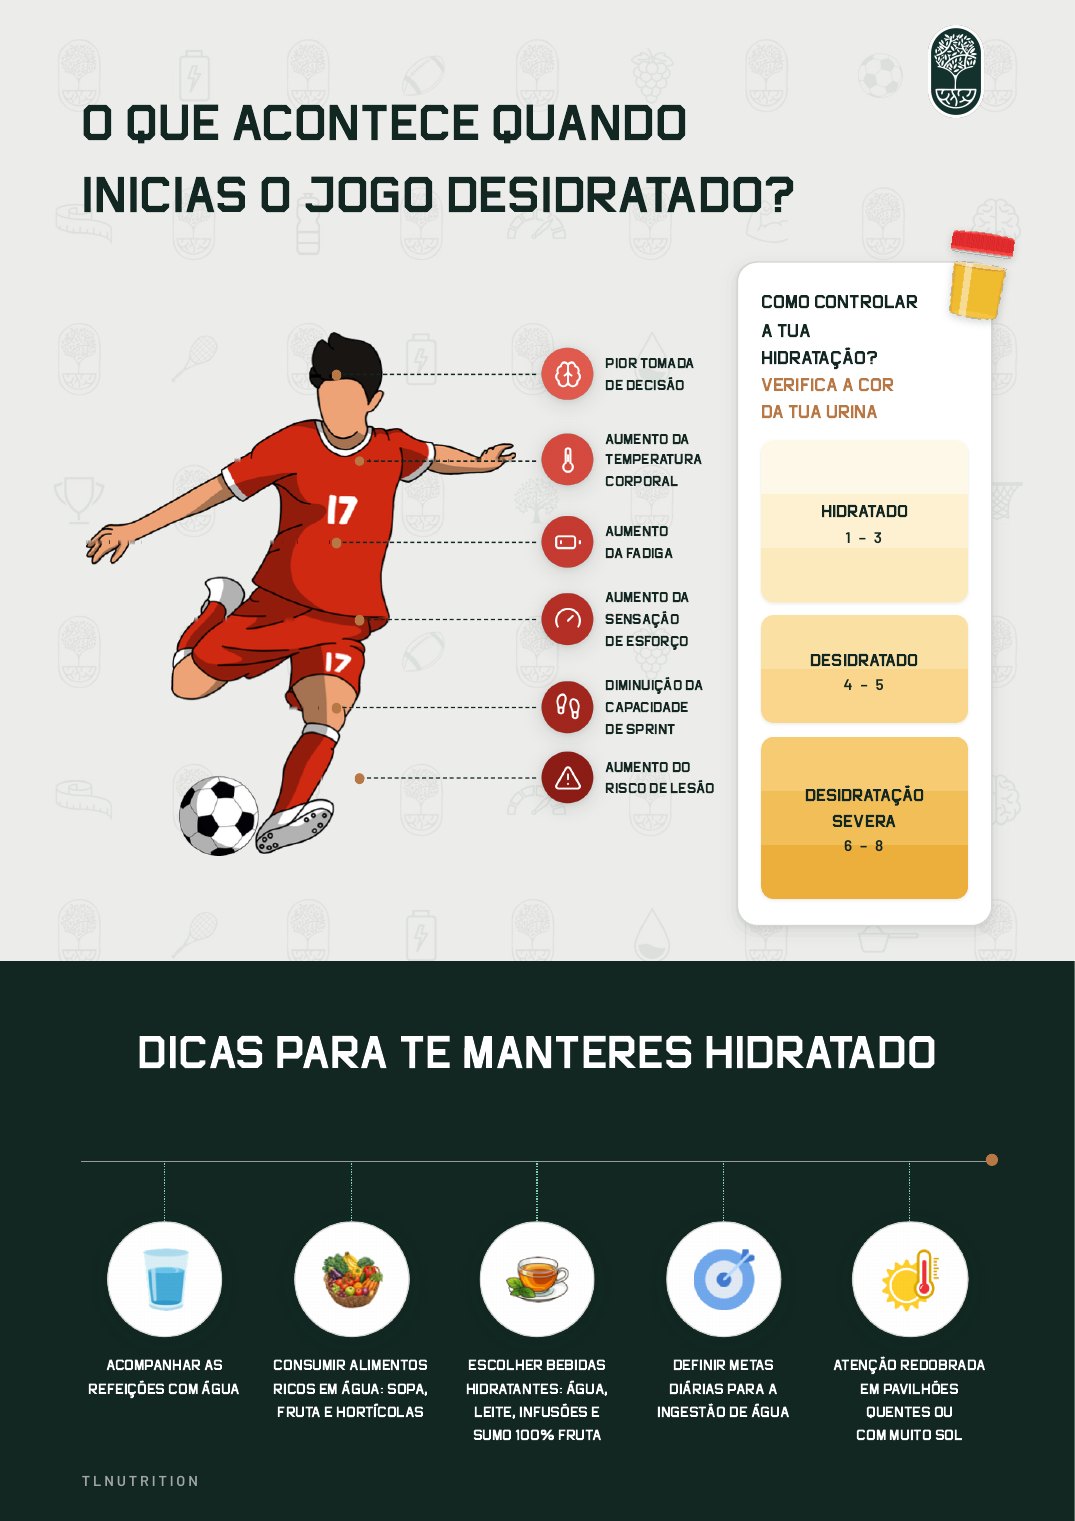 O QUE ACONTECE QUANDO
INICIAS O JOGO DESIDRATADO?
PIOR TOMADA
DE DECISÃO
AUMENTO DA
TEMPERATURA
CORPORAL
AUMENTO
DA FADIGA
AUMENTO DA
SENSAÇÃO
DE ESFORÇO
DIMINUIÇÃO DA
CAPACIDADE
DE SPRINT
AUMENTO DO
RISCO DE LESÃO
17
17
COMO CONTROLAR
A TUA
HIDRATAÇÃO?
VERIFICA A COR
DA TUA URINA
HIDRATADO
1 – 3
DESIDRATADO
4 – 5
DESIDRATAÇÃO
SEVERA
6 – 8
DICAS PARA TE MANTERES HIDRATADO
ACOMPANHAR AS
REFEIÇÕES COM ÁGUA
CONSUMIR ALIMENTOS
RICOS EM ÁGUA: SOPA,
FRUTA E HORTÍCOLAS
ESCOLHER BEBIDAS
HIDRATANTES: ÁGUA,
LEITE, INFUSÕES E
SUMO 100% FRUTA
DEFINIR METAS
DIÁRIAS PARA A
INGESTÃO DE ÁGUA
ATENÇÃO REDOBRADA
EM PAVILHÕES
QUENTES OU
COM MUITO SOL
TLNUTRITION